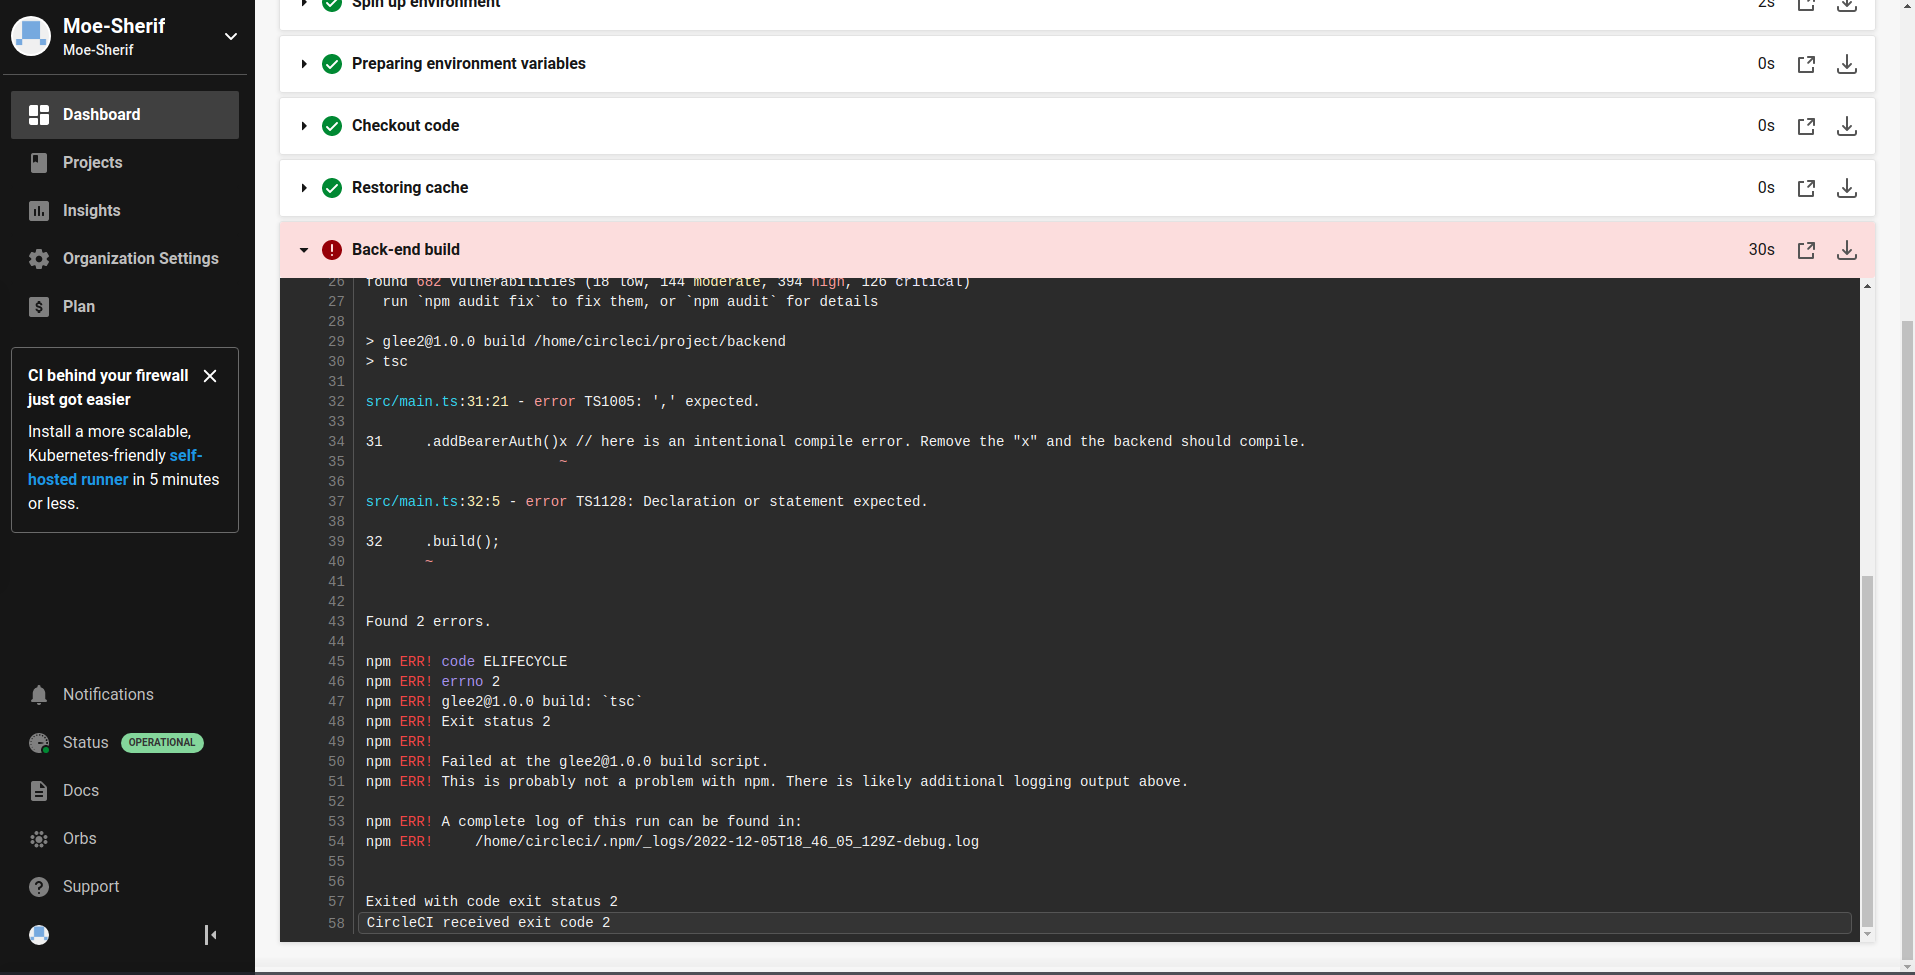 Moe-Sherif
Moe-Sherif
Dashboard
Projects
Insights
Organization Settings
Plan
CI behind your firewall
just got easier
Install a more scalable,
Kubernetes-friendly self-
hosted runner in 5 minutes
or less.
Notifications
Status OPERATIONAL
Docs
Orbs
Support
Spin up environment 2s
Preparing environment variables 0s
Checkout code 0s
Restoring cache 0s
Back-end build 30s
26 found 682 vulnerabilities (18 low, 144 moderate, 394 high, 126 critical)
27 run `npm audit fix` to fix them, or `npm audit` for details
28
29 > glee2@1.0.0 build /home/circleci/project/backend
30 > tsc
31
32 src/main.ts:31:21 - error TS1005: ',' expected.
33
34 31     .addBearerAuth()x // here is an intentional compile error. Remove the "x" and the backend should compile.
35 ~
36
37 src/main.ts:32:5 - error TS1128: Declaration or statement expected.
38
39 32     .build();
40 ~
41
42
43 Found 2 errors.
44
45 npm ERR! code ELIFECYCLE
46 npm ERR! errno 2
47 npm ERR! glee2@1.0.0 build: `tsc`
48 npm ERR! Exit status 2
49 npm ERR!
50 npm ERR! Failed at the glee2@1.0.0 build script.
51 npm ERR! This is probably not a problem with npm. There is likely additional logging output above.
52
53 npm ERR! A complete log of this run can be found in:
54 npm ERR!     /home/circleci/.npm/_logs/2022-12-05T18_46_05_129Z-debug.log
55
56
57 Exited with code exit status 2
58 CircleCI received exit code 2